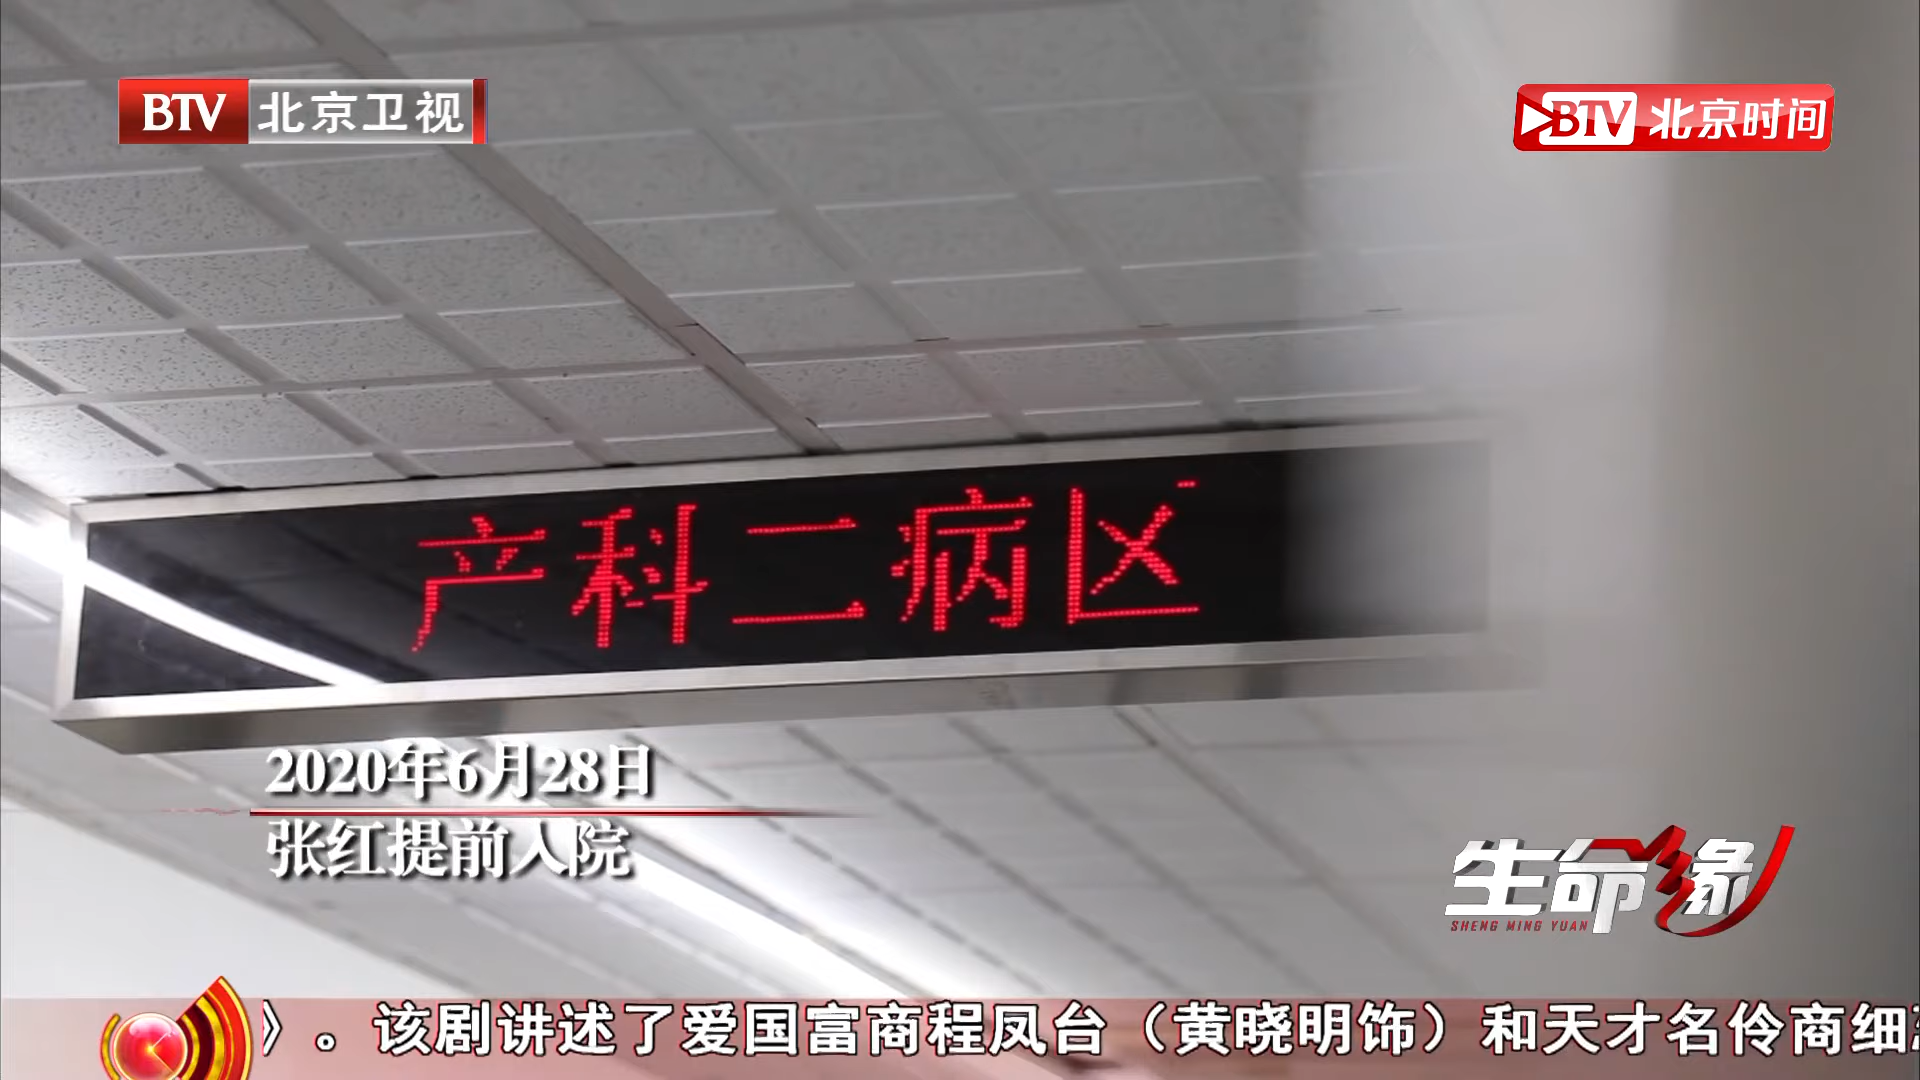 BTV 北京卫视
BTV 北京时间
产科二病区
2020年6月28日
张红提前入院
生命缘
SHENG MING YUAN
》。该剧讲述了爱国富商程凤台（黄晓明饰）和天才名伶商细